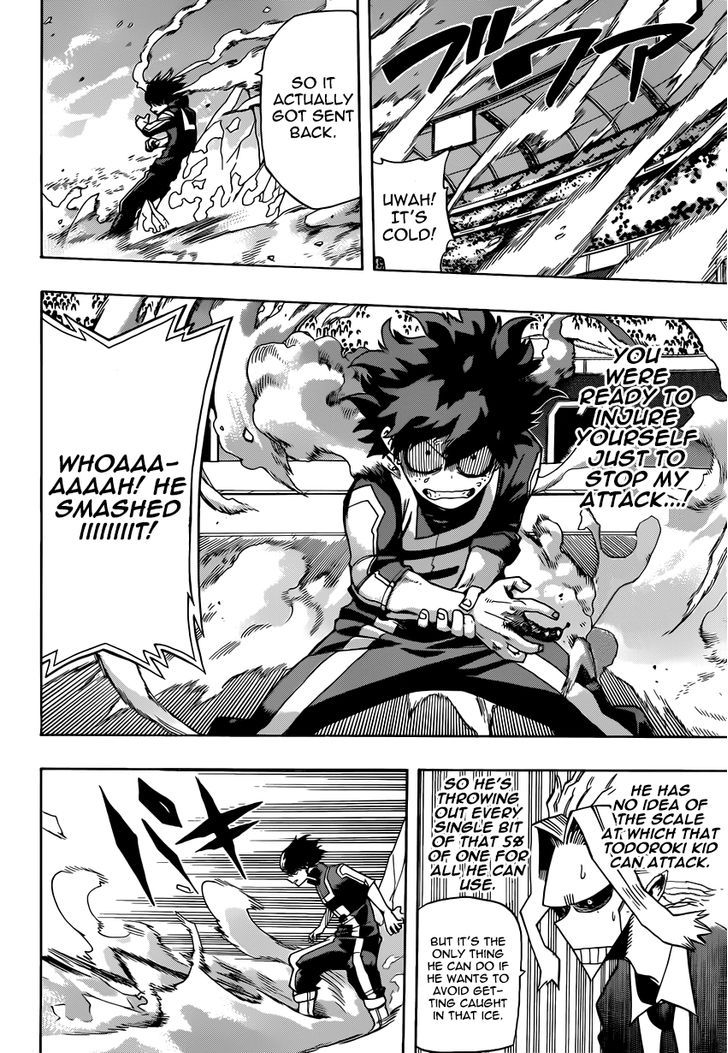 ブワァ
UWAH!
IT'S
COLD!
SO IT
ACTUALLY
GOT SENT
BACK.
YOU
WERE
READY TO
INJURE
YOURSELF
JUST TO
STOP MY
ATTACK....!
WHOAAA-
AAAAH! HE
SMASHED
IIIIIIIIT!
HE HAS
NO IDEA OF
THE SCALE
AT WHICH THAT
TODOROKI KID
CAN ATTACK.
SO HE'S
THROWING
OUT EVERY
SINGLE BIT
OF THAT 5%
OF ONE FOR
ALL HE CAN
USE.
BUT IT'S THE
ONLY THING
HE CAN DO IF
HE WANTS TO
AVOID GET-
TING CAUGHT
IN THAT ICE.